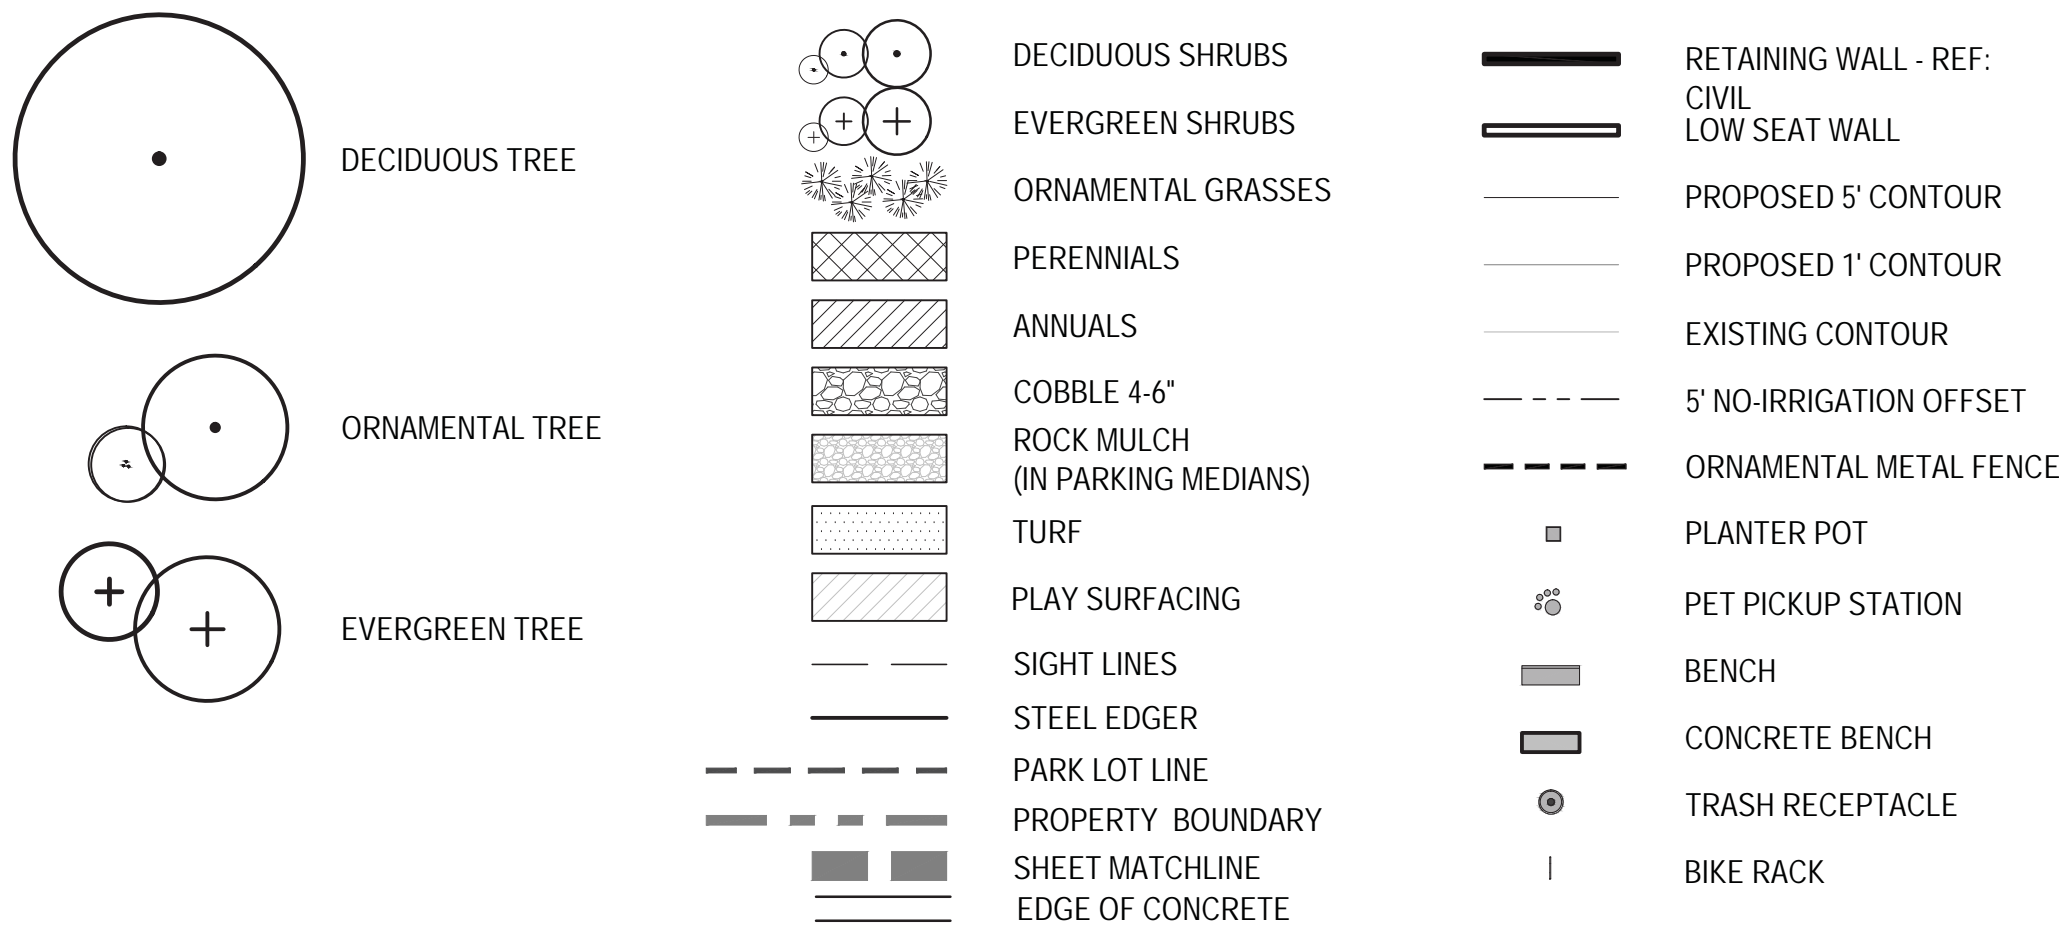 DECIDUOUS TREE
ORNAMENTAL TREE
EVERGREEN TREE
DECIDUOUS SHRUBS
EVERGREEN SHRUBS
ORNAMENTAL GRASSES
PERENNIALS
ANNUALS
COBBLE 4-6"
ROCK MULCH
(IN PARKING MEDIANS)
TURF
PLAY SURFACING
SIGHT LINES
STEEL EDGER
PARK LOT LINE
PROPERTY BOUNDARY
SHEET MATCHLINE
EDGE OF CONCRETE
RETAINING WALL - REF:
CIVIL
LOW SEAT WALL
PROPOSED 5' CONTOUR
PROPOSED 1' CONTOUR
EXISTING CONTOUR
5' NO-IRRIGATION OFFSET
ORNAMENTAL METAL FENCE
PLANTER POT
PET PICKUP STATION
BENCH
CONCRETE BENCH
TRASH RECEPTACLE
BIKE RACK